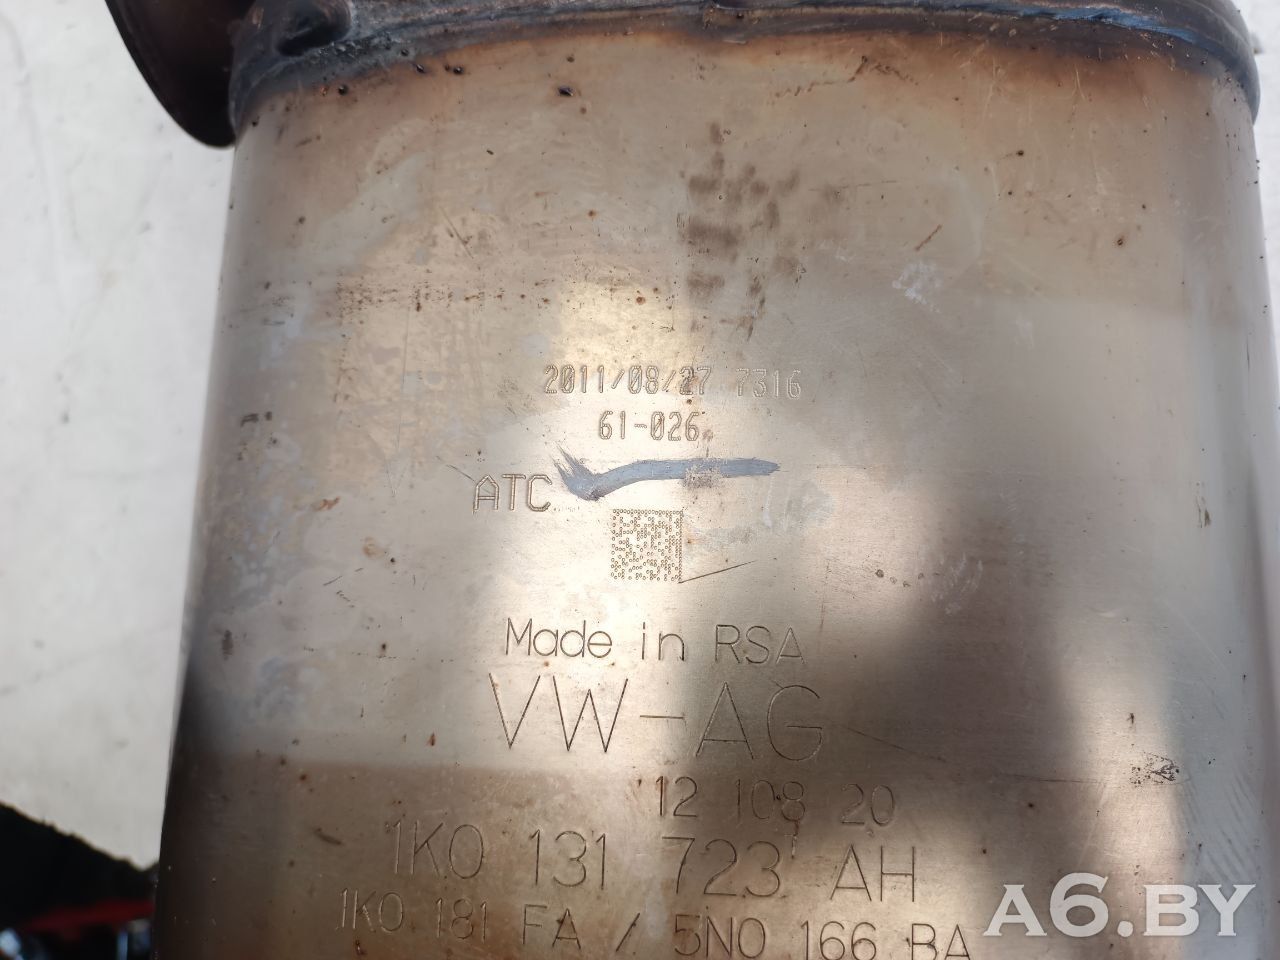 2011/08/27 7316
61-026
ATC
Made in RSA
VW-AG
12 108 20
1K0 131 723 AH
1K0 181 FA / 5N0 166 BA
A6.BY